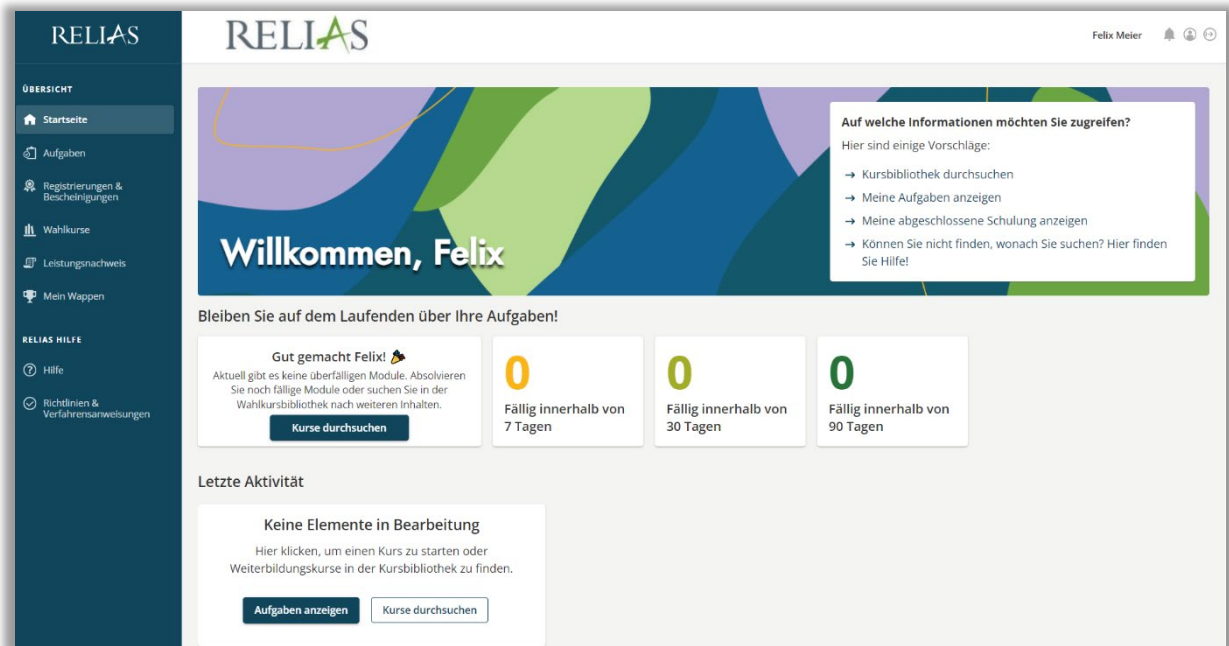 RELIAS
RELIAS
Felix Meier
ÜBERSICHT
Startseite
Aufgaben
Registrierungen &
Bescheinigungen
Wahlkurse
Leistungsnachweis
Mein Wappen
RELIAS HILFE
Hilfe
Richtlinien &
Verfahrensanweisungen
Willkommen, Felix
Auf welche Informationen möchten Sie zugreifen?
Hier sind einige Vorschläge:
→ Kursbibliothek durchsuchen
→ Meine Aufgaben anzeigen
→ Meine abgeschlossene Schulung anzeigen
→ Können Sie nicht finden, wonach Sie suchen? Hier finden
Sie Hilfe!
Bleiben Sie auf dem Laufenden über Ihre Aufgaben!
Gut gemacht Felix!
Aktuell gibt es keine überfälligen Module. Absolvieren
Sie noch fällige Module oder suchen Sie in der
Wahlkursbibliothek nach weiteren Inhalten.
Kurse durchsuchen
0
Fällig innerhalb von
7 Tagen
0
Fällig innerhalb von
30 Tagen
0
Fällig innerhalb von
90 Tagen
Letzte Aktivität
Keine Elemente in Bearbeitung
Hier klicken, um einen Kurs zu starten oder
Weiterbildungskurse in der Kursbibliothek zu finden.
Aufgaben anzeigen
Kurse durchsuchen